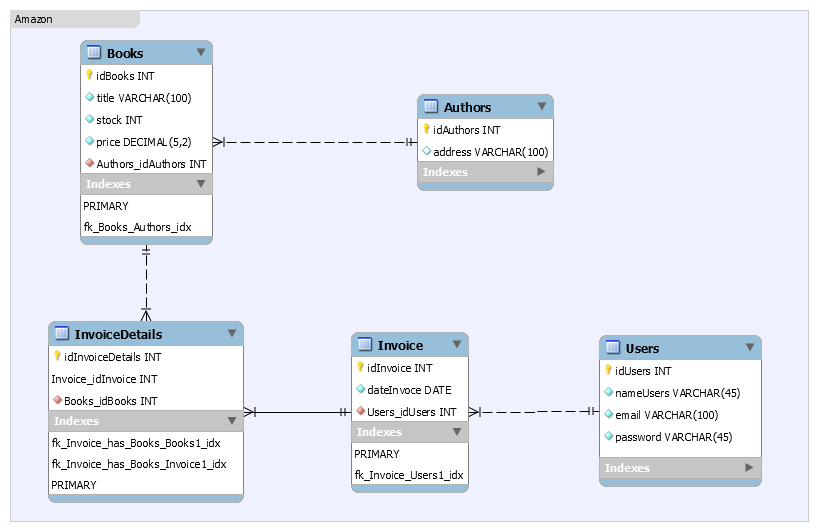 Amazon
Books
idBooks INT
title VARCHAR(100)
stock INT
price DECIMAL(5,2)
Authors_idAuthors INT
Indexes
PRIMARY
fk_Books_Authors_idx
Authors
idAuthors INT
address VARCHAR(100)
Indexes
InvoiceDetails
idInvoiceDetails INT
Invoice_idInvoice INT
Books_idBooks INT
Indexes
fk_Invoice_has_Books_Books1_idx
fk_Invoice_has_Books_Invoice1_idx
PRIMARY
Invoice
idInvoice INT
dateInvoce DATE
Users_idUsers INT
Indexes
PRIMARY
fk_Invoice_Users1_idx
Users
idUsers INT
nameUsers VARCHAR(45)
email VARCHAR(100)
password VARCHAR(45)
Indexes